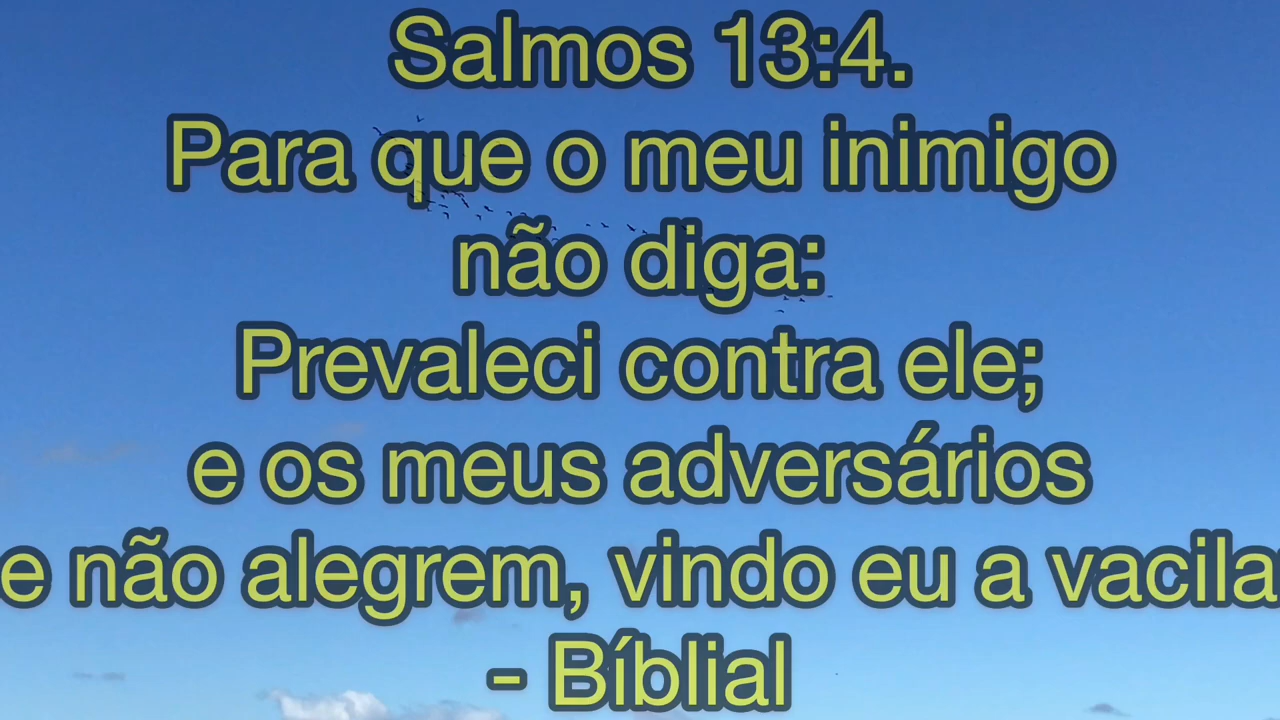 Salmos 13:4.
Para que o meu inimigo
não diga:
Prevaleci contra ele;
e os meus adversários
e não alegrem, vindo eu a vacila
- Bíblial